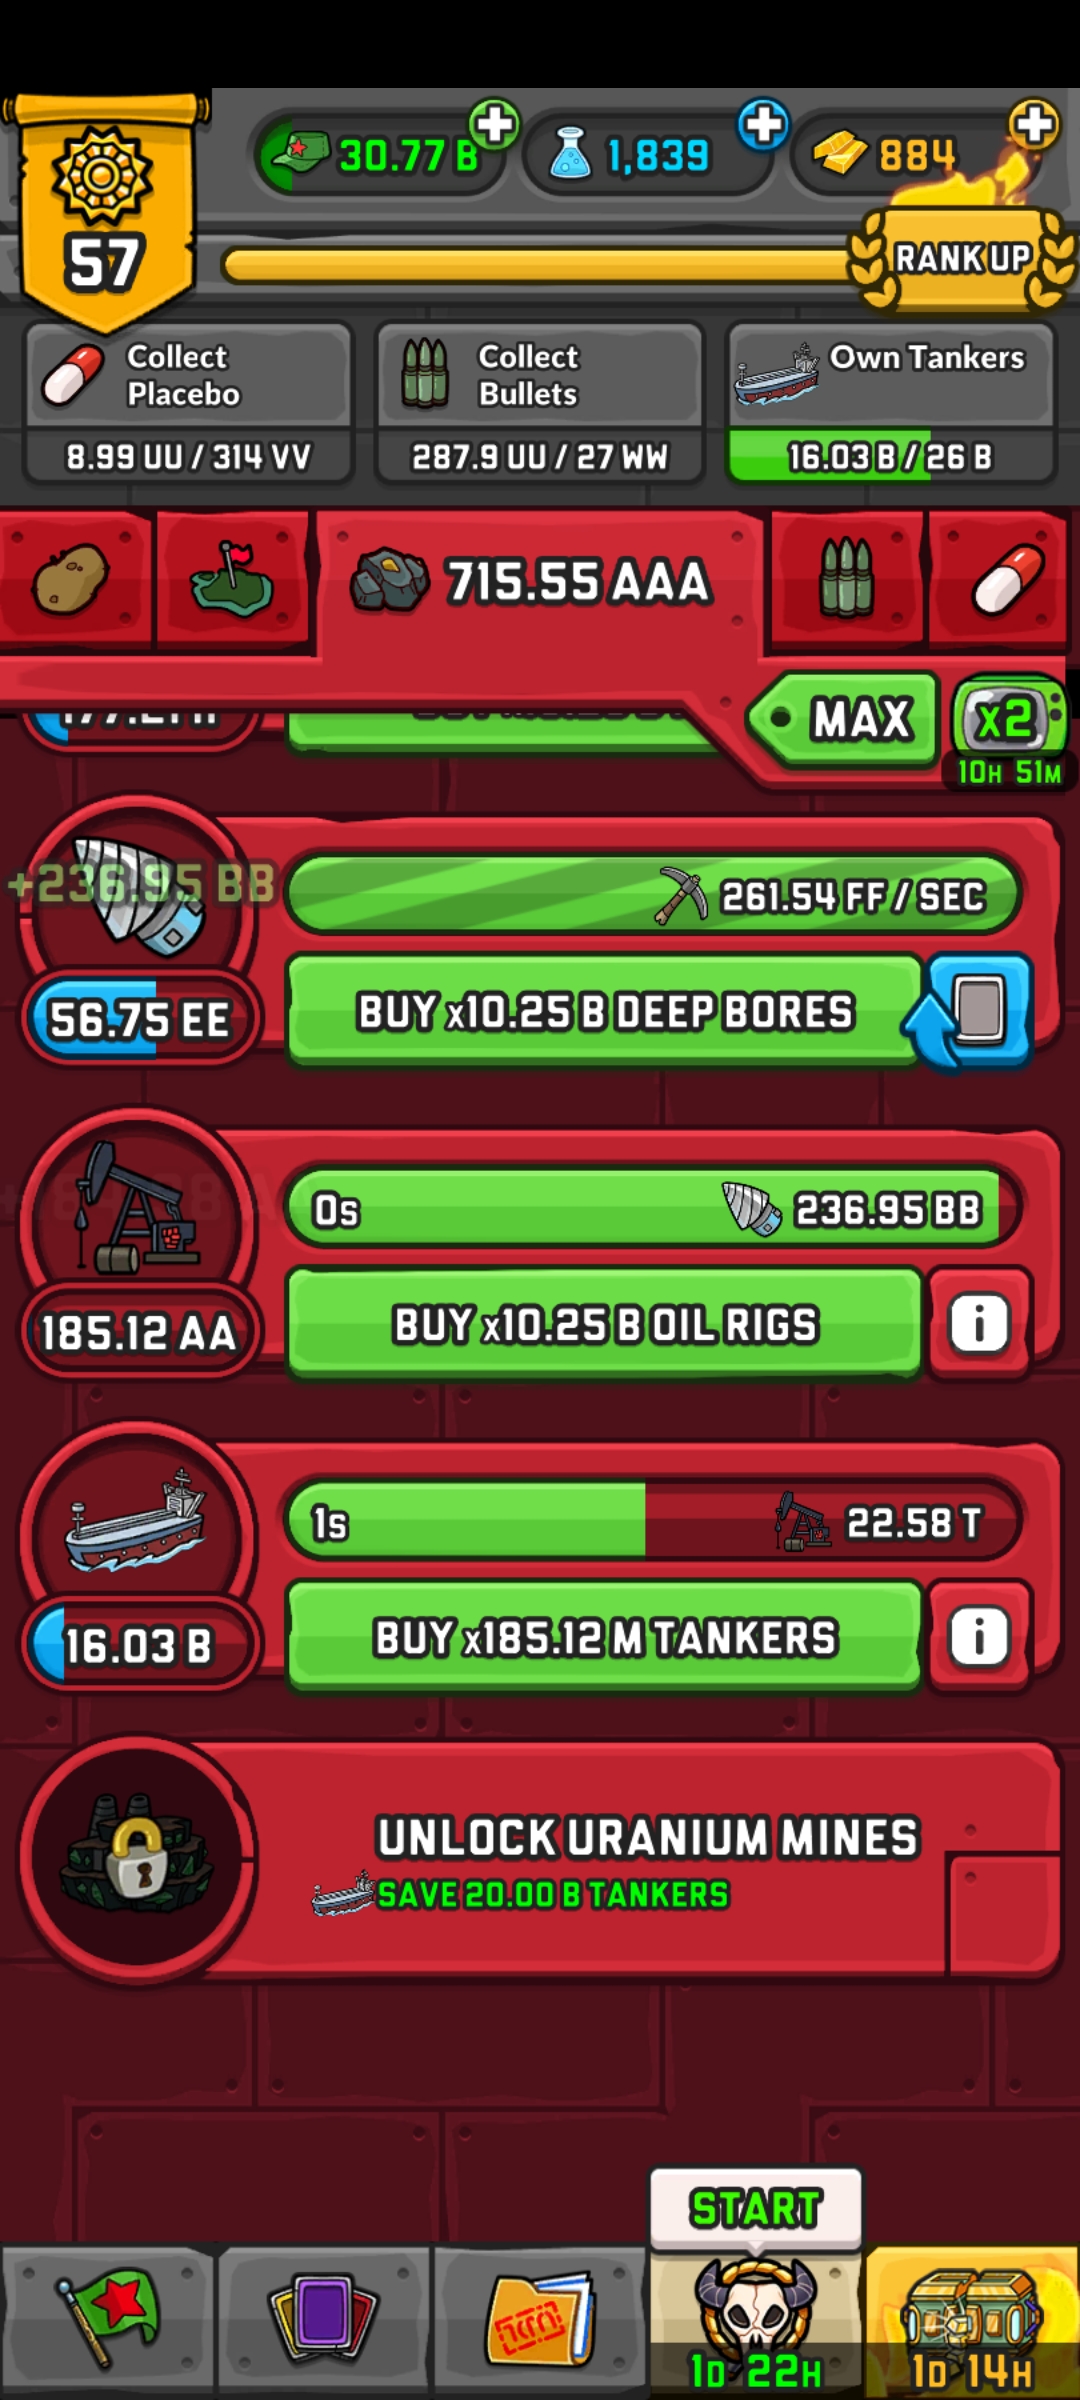 57
30.77 B
1,839
884
RANK UP
Collect
Placebo
8.99 UU / 314 VV
Collect
Bullets
287.9 UU / 27 WW
Own Tankers
16.03 B / 26 B
715.55 AAA
MAX
x2
10H 51M
+236.95 BB
261.54 FF / SEC
56.75 EE
BUY x10.25 B DEEP BORES
0s
236.95 BB
185.12 AA
BUY x10.25 B OIL RIGS
i
1s
22.58 T
16.03 B
BUY x185.12 M TANKERS
i
UNLOCK URANIUM MINES
SAVE 20.00 B TANKERS
START
1D 22H
1D 14H